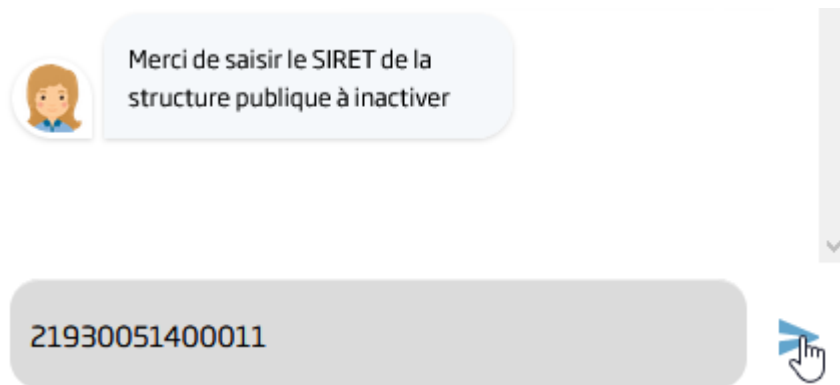 Merci de saisir le SIRET de la
structure publique à inactiver
21930051400011